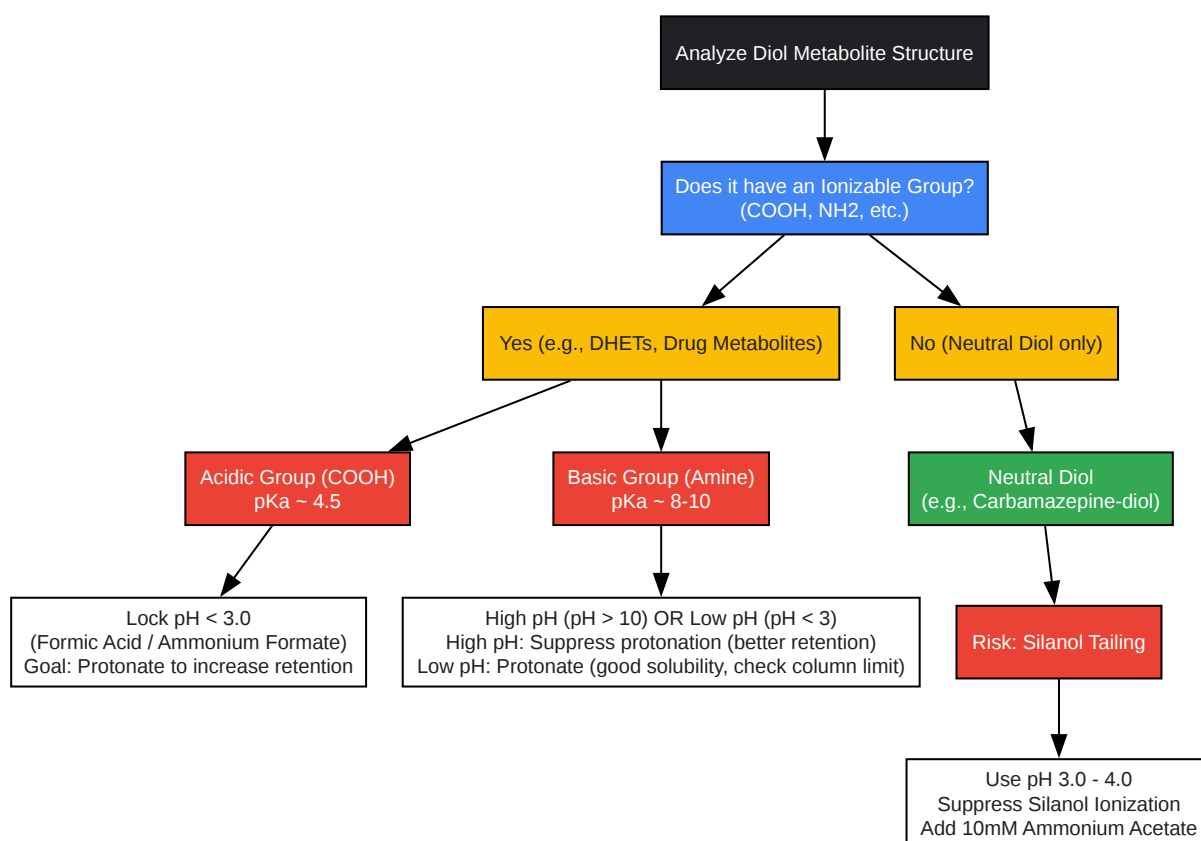 Analyze Diol Metabolite Structure
Does it have an Ionizable Group?
(COOH, NH2, etc.)
Yes (e.g., DHETs, Drug Metabolites)
No (Neutral Diol only)
Acidic Group (COOH)
pKa ~ 4.5
Basic Group (Amine)
pKa ~ 8-10
Neutral Diol
(e.g., Carbamazepine-diol)
Lock pH < 3.0
(Formic Acid / Ammonium Formate)
Goal: Protonate to increase retention
High pH (pH > 10) OR Low pH (pH < 3)
High pH: Suppress protonation (better retention)
Low pH: Protonate (good solubility, check column limit)
Risk: Silanol Tailing
Use pH 3.0 - 4.0
Suppress Silanol Ionization
Add 10mM Ammonium Acetate